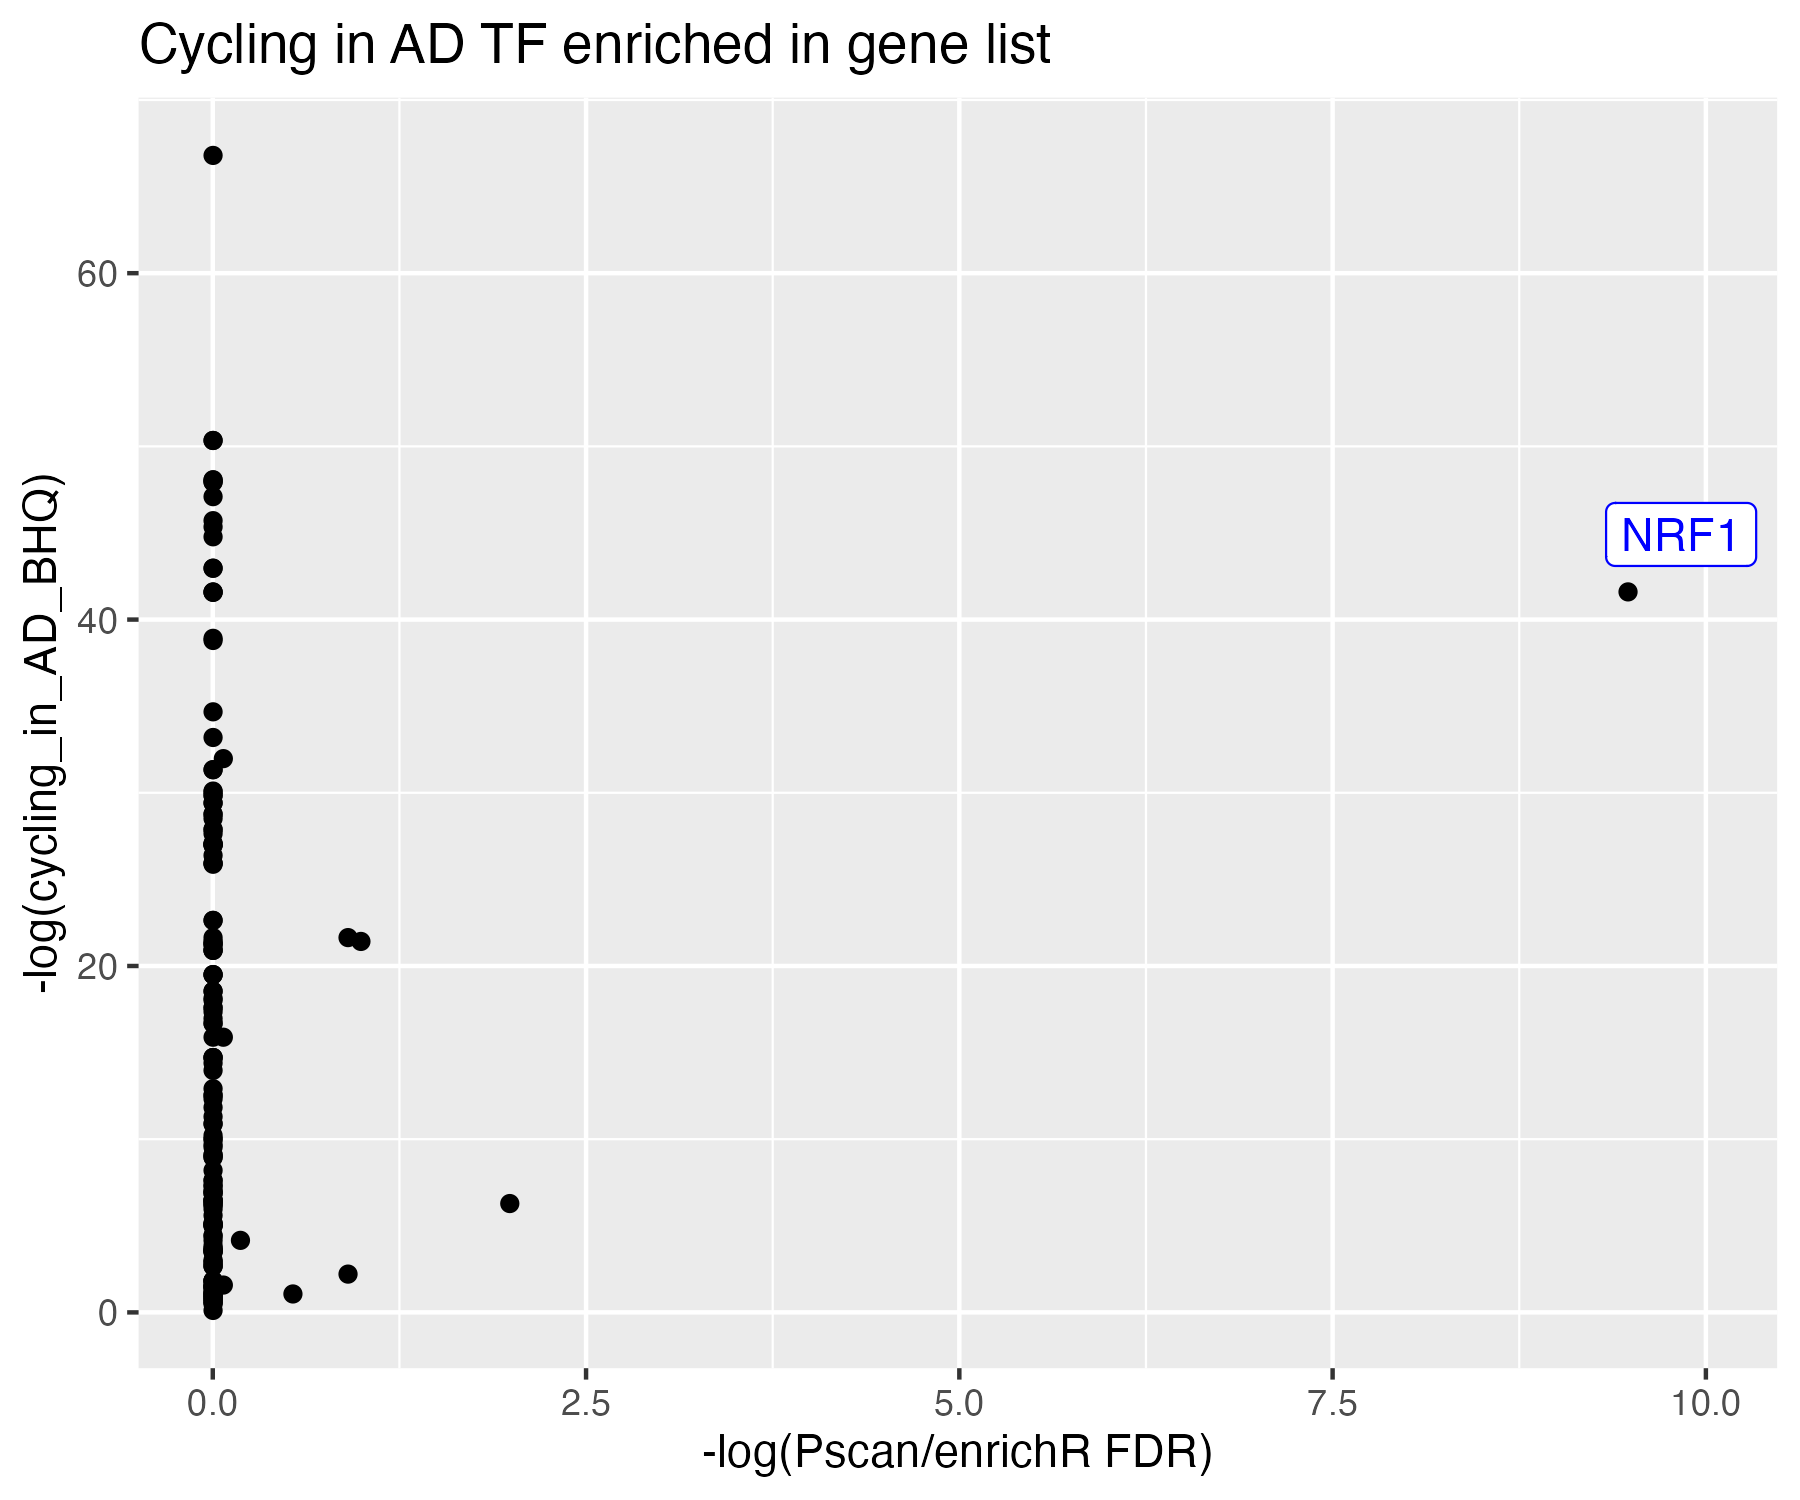 Cycling in AD TF enriched in gene list
-log(cycling_in_AD_BHQ)
60
40
20
0
NRF1
0.0 2.5 5.0 7.5 10.0
-log(Pscan/enrichR FDR)